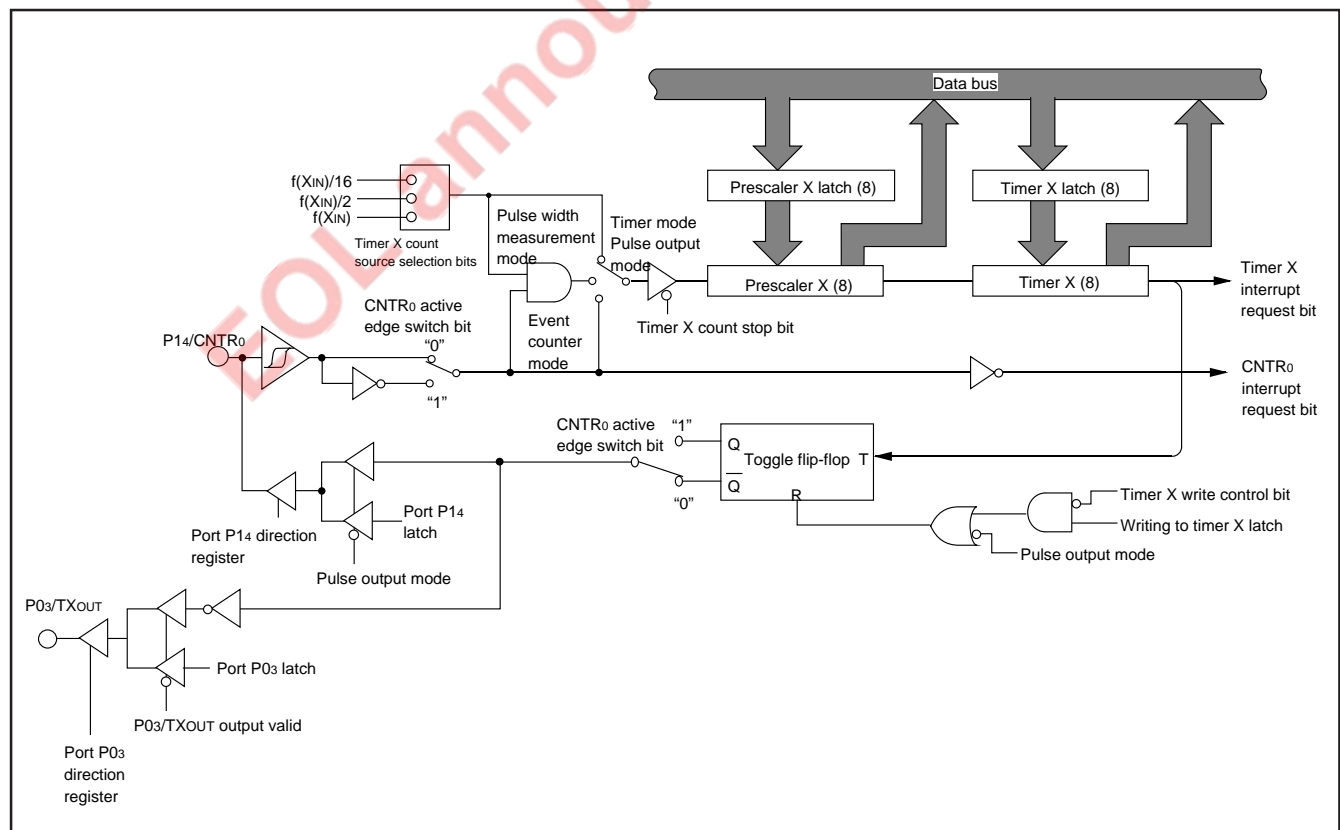 EOL annou
Data bus
f(XIN)/16
f(XIN)/2
f(XIN)
Timer X count
source selection bits
Pulse width
measurement
mode
Timer mode
Pulse output
mode
Prescaler X latch (8)
Timer X latch (8)
Prescaler X (8)
Timer X (8)
Timer X
interrupt
request bit
Timer X count stop bit
Event
counter
mode
CNTR0 active
edge switch bit
P14/CNTR0
“0”
“1”
CNTR0
interrupt
request bit
CNTR0 active
edge switch bit
“1”
“0”
Q
Toggle flip-flop T
Q
R
Timer X write control bit
Writing to timer X latch
Pulse output mode
Port P14
latch
Port P14 direction
register
Pulse output mode
P03/TXOUT
Port P03 latch
P03/TXOUT output valid
Port P03
direction
register